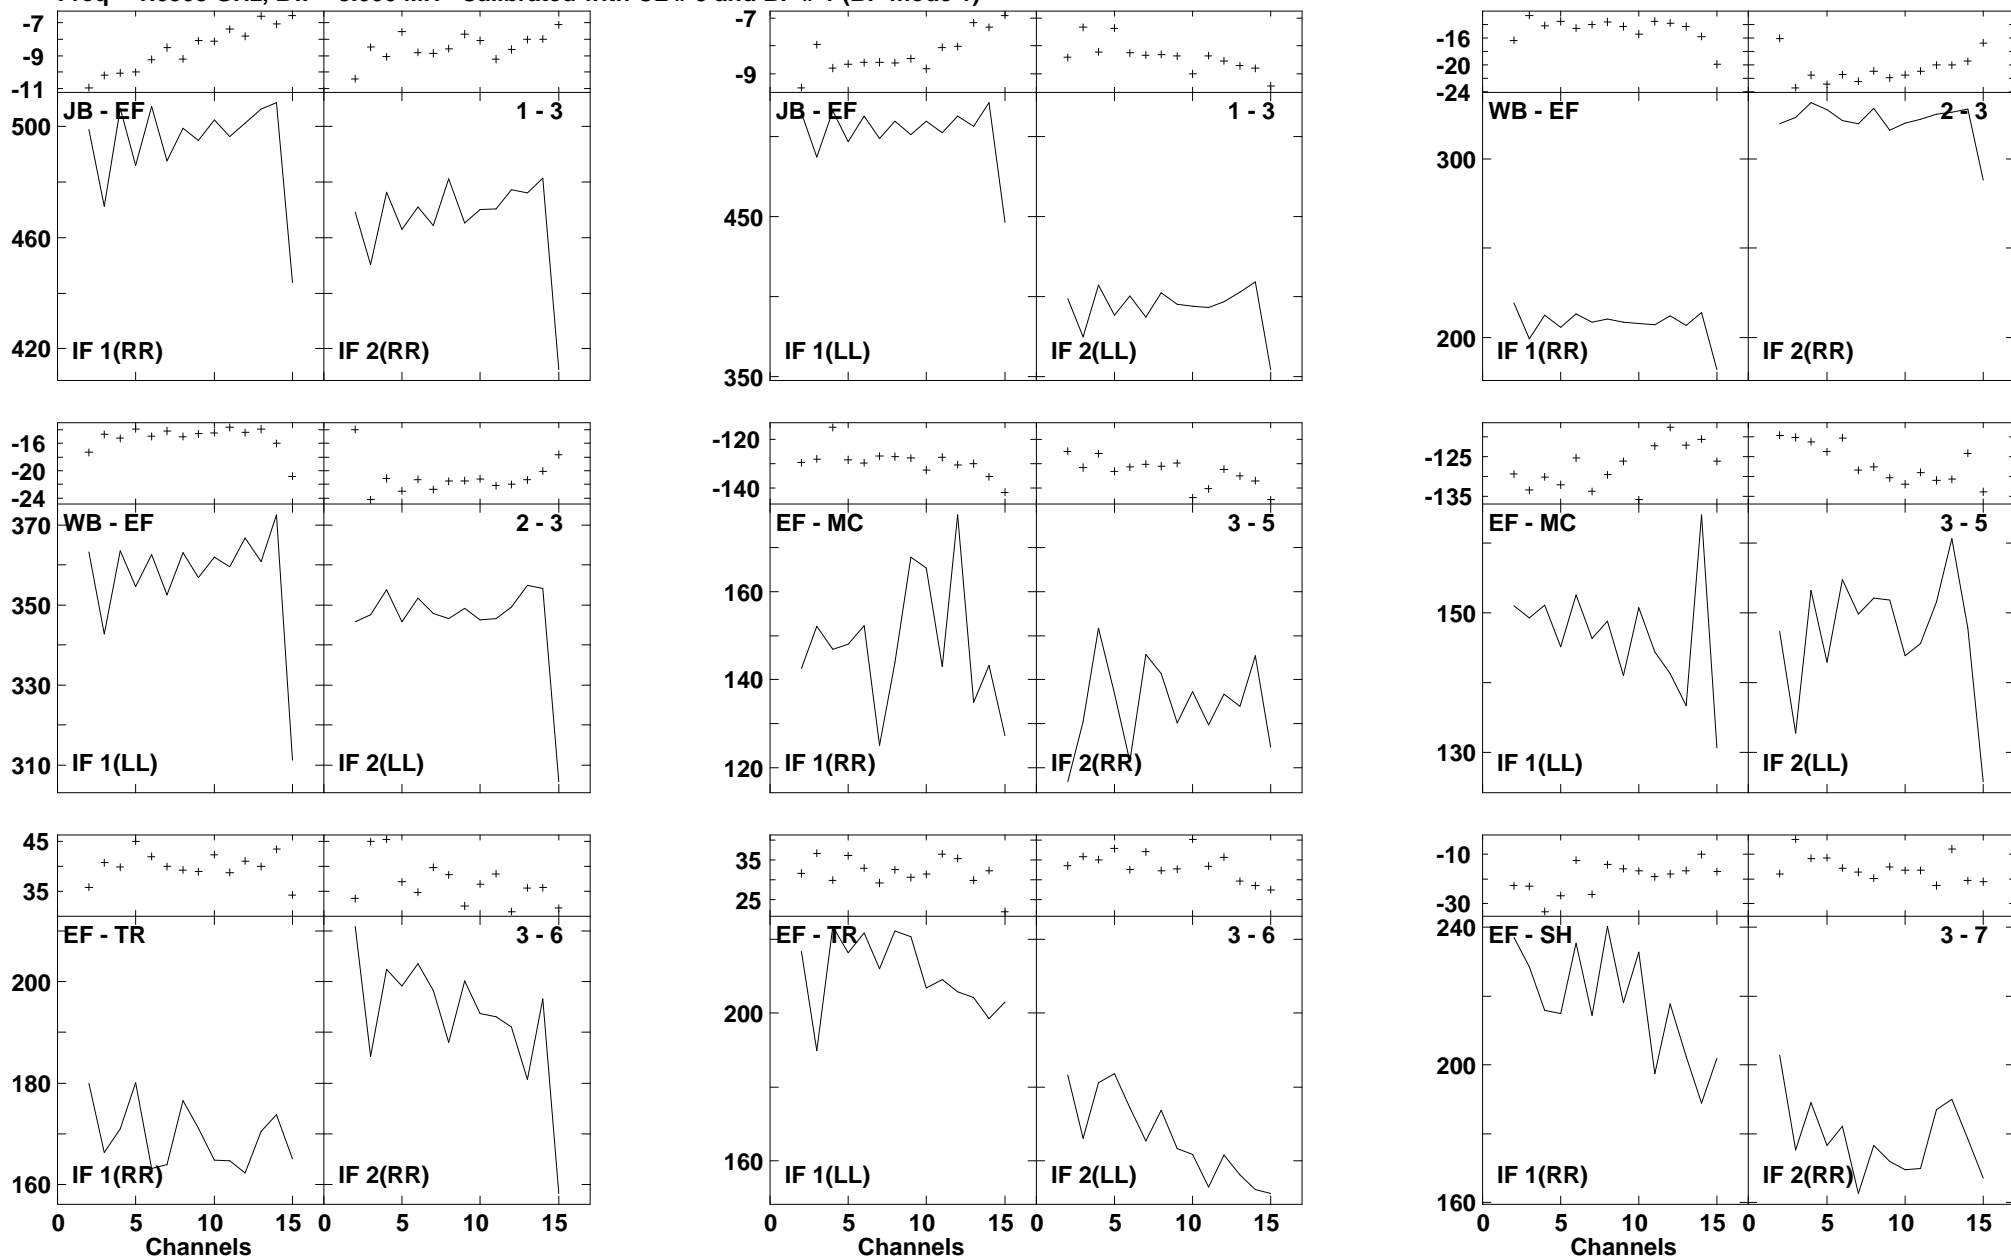 -7 -7 -16
-9 -9 -20
-11 -24
JB - EF 1 - 3 JB - EF 1 - 3 WB - EF 2 - 3
500 450 300
460 350 200
420
IF 1(RR) IF 2(RR) IF 1(LL) IF 2(LL) IF 1(RR) IF 2(RR)
-16 -120 -125
-20 -140 -135
-24
WB - EF 2 - 3 EF - MC 3 - 5 EF - MC 3 - 5
370 160 150
350 140 130
330 120
310
IF 1(LL) IF 2(LL) IF 1(RR) IF 2(RR) IF 1(LL) IF 2(LL)
45 35 -10
35 25 -30
EF - TR 3 - 6 EF - TR 3 - 6 EF - SH 3 - 7
200 200 240
180 160 200
160 160
IF 1(RR) IF 2(RR) IF 1(LL) IF 2(LL) IF 1(RR) IF 2(RR)
0 5 10 0 5 10 15 0 5 10 0 5 10 15 0 5 10 0 5 10 15
Channels Channels Channels